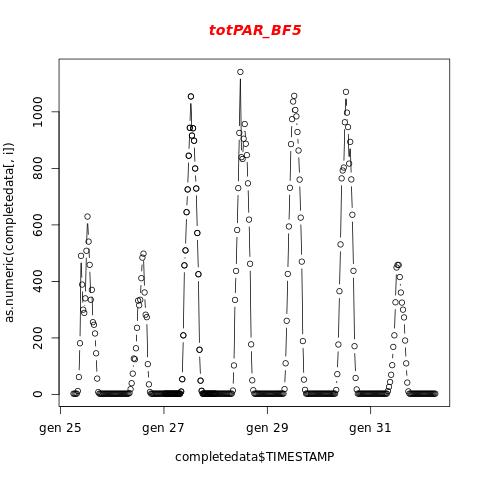 totPAR_BF5
as.numeric(completedata[, i])
1000
800
600
400
200
0
gen 25
gen 27
gen 29
gen 31
completedata$TIMESTAMP